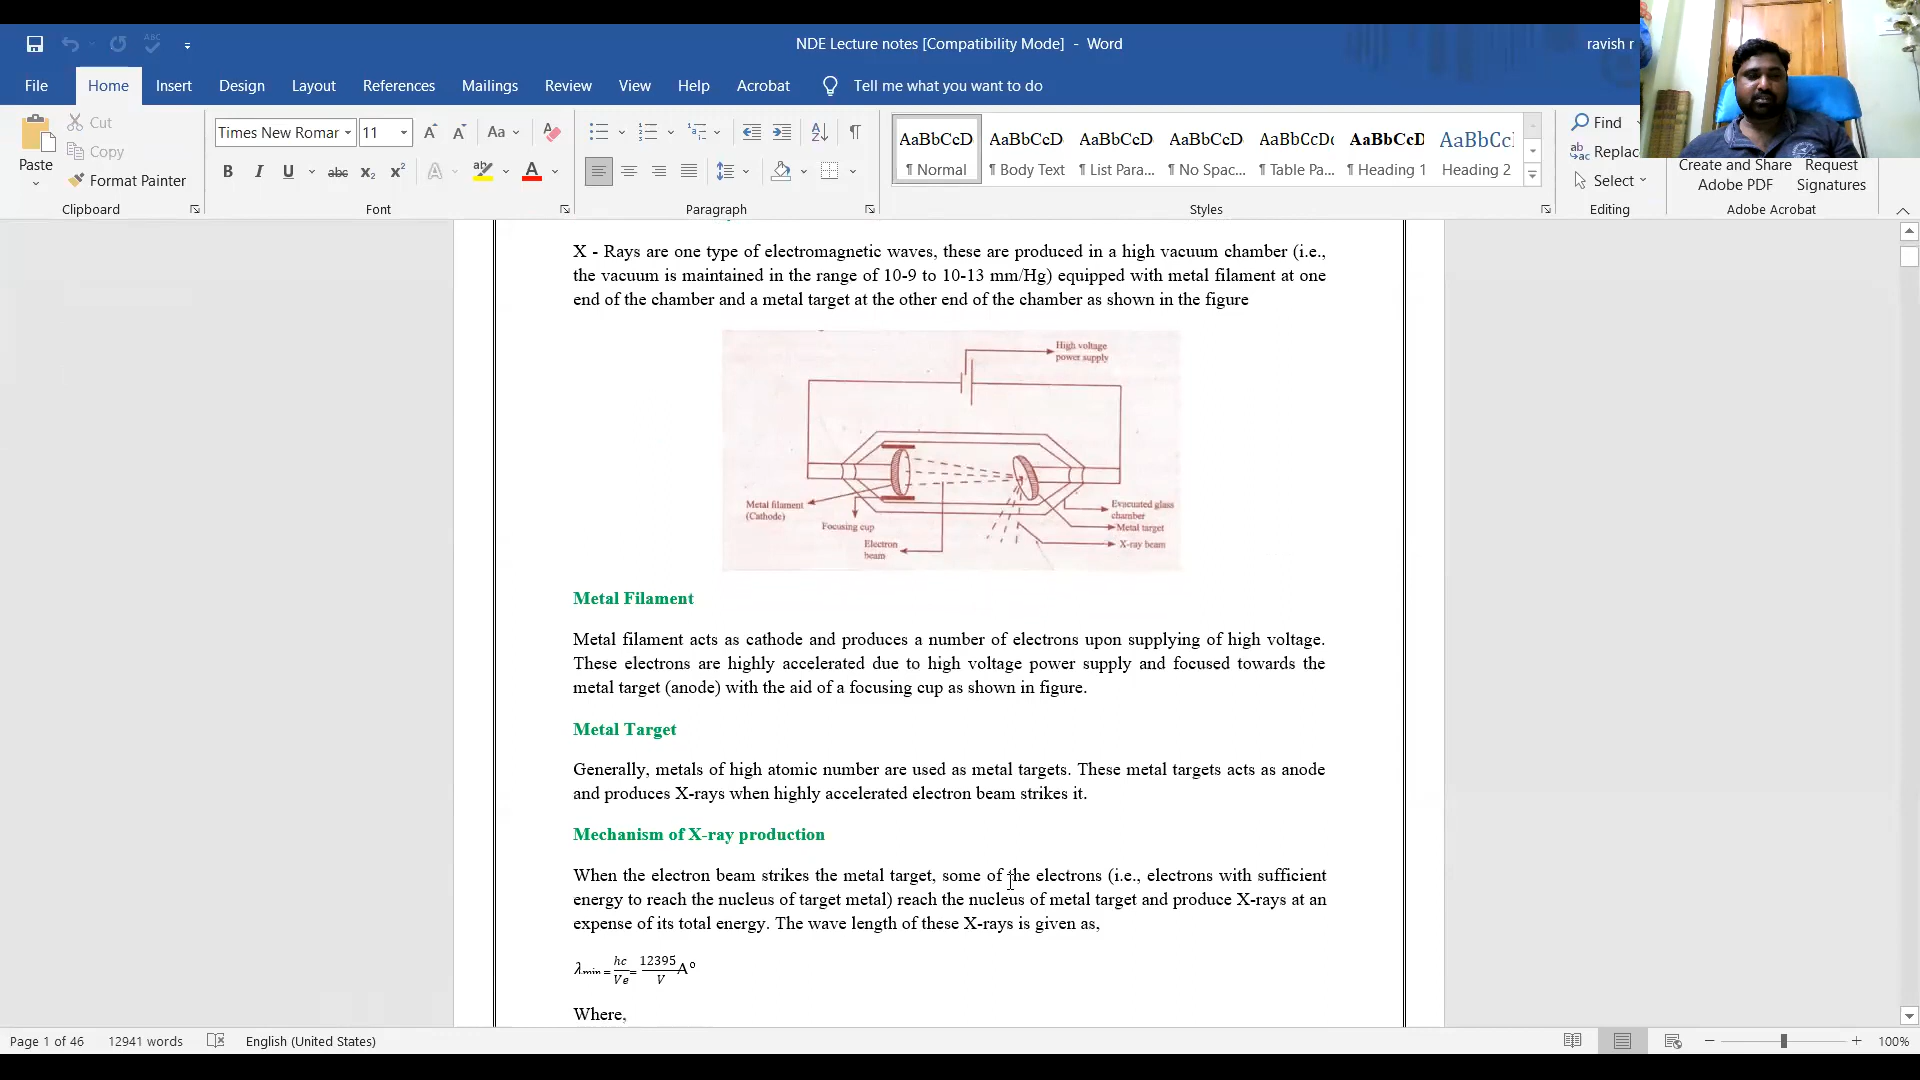 NDE Lecture notes [Compatibility Mode] - Word
ravish r
File Home Insert Design Layout References Mailings Review View Help Acrobat Tell me what you want to do
Paste
Cut
Copy
Format Painter
Clipboard
Times New Romar 11
Aa
B I U abc x₂ x² A A
Font
Paragraph
AaBbCcD AaBbCcD AaBbCcD AaBbCcD AaBbCcDc AaBbCcD AaBbCc
¶ Normal ¶ Body Text ¶ List Para... ¶ No Spac... ¶ Table Pa... ¶ Heading 1 Heading 2
Styles
Find
Replac
Select
Editing
Create and Share
Adobe PDF
Request
Signatures
Adobe Acrobat
X - Rays are one type of electromagnetic waves, these are produced in a high vacuum chamber (i.e.,
the vacuum is maintained in the range of 10-9 to 10-13 mm/Hg) equipped with metal filament at one
end of the chamber and a metal target at the other end of the chamber as shown in the figure
High voltage
power supply
Metal filament
(Cathode)
Focusing cup
Electron
beam
Evacuated glass
chamber
Metal target
X-ray beam
Metal Filament
Metal filament acts as cathode and produces a number of electrons upon supplying of high voltage.
These electrons are highly accelerated due to high voltage power supply and focused towards the
metal target (anode) with the aid of a focusing cup as shown in figure.
Metal Target
Generally, metals of high atomic number are used as metal targets. These metal targets acts as anode
and produces X-rays when highly accelerated electron beam strikes it.
Mechanism of X-ray production
When the electron beam strikes the metal target, some of the electrons (i.e., electrons with sufficient
energy to reach the nucleus of target metal) reach the nucleus of metal target and produce X-rays at an
expense of its total energy. The wave length of these X-rays is given as,
λmin = hc/Ve = 12395/V A°
Where,
Page 1 of 46 12941 words English (United States) 100%